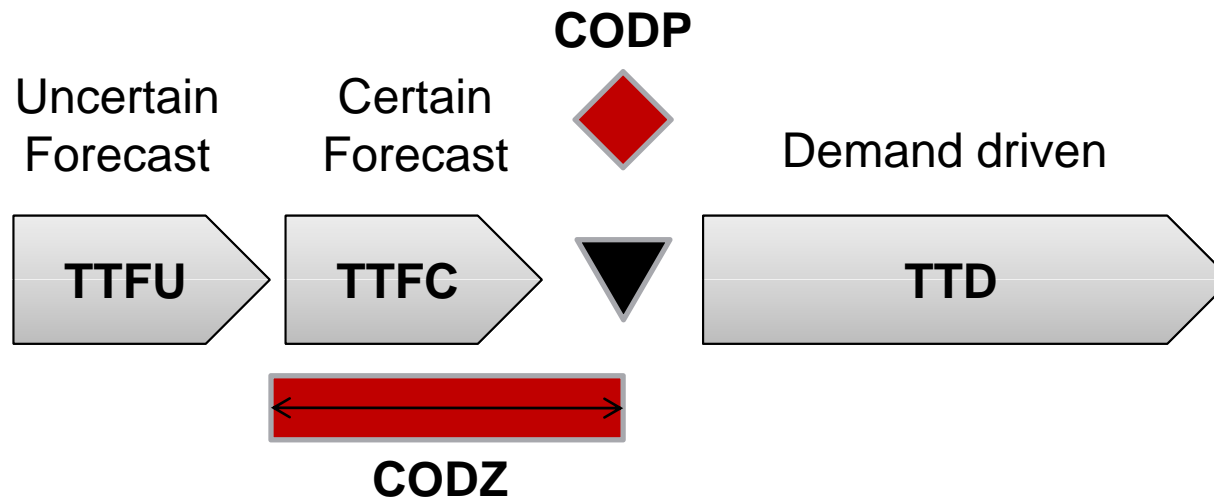 CODP
Uncertain
Forecast
Certain
Forecast
Demand driven
TTFU
TTFC
TTD
CODZ